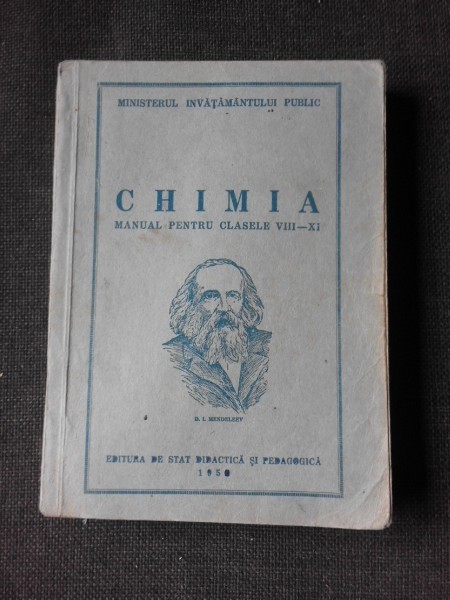 MINISTERUL INVĂȚĂMÂNTULUI PUBLIC
CHIMIA
MANUAL PENTRU CLASELE VIII—XI
D. I. MENDELEEV
EDITURA DE STAT DIDACTICĂ ȘI PEDAGOGICĂ